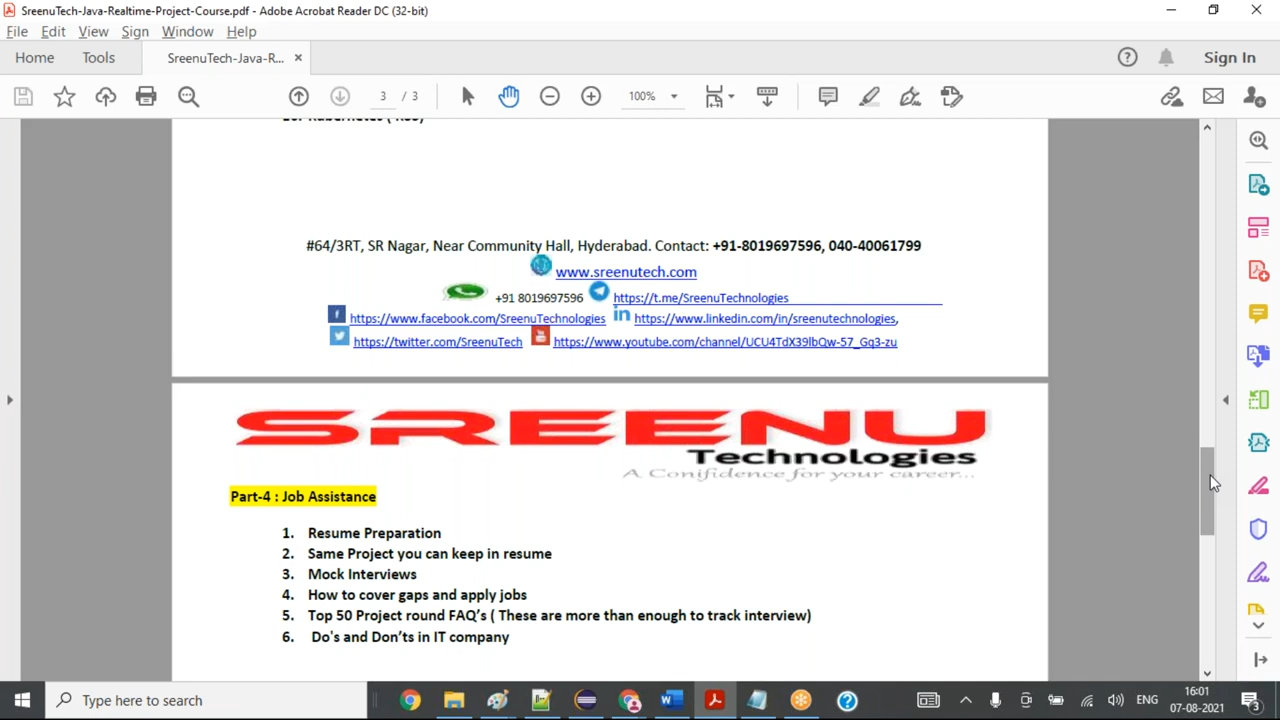 SreenuTech-Java-Realtime-Project-Course.pdf - Adobe Acrobat Reader DC (32-bit)
File Edit View Sign Window Help
Home Tools SreenuTech-Java-R... × Sign In
3 / 3 100%
#64/3RT, SR Nagar, Near Community Hall, Hyderabad. Contact: +91-8019697596, 040-40061799
www.sreenutech.com
+91 8019697596 https://t.me/SreenuTechnologies
https://www.facebook.com/SreenuTechnologies https://www.linkedin.com/in/sreenutechnologies,
https://twitter.com/SreenuTech https://www.youtube.com/channel/UCU4TdX39lbQw-57_Gq3-zu
SREENU
Technologies
A Confidence for your career...
Part-4 : Job Assistance
1. Resume Preparation
2. Same Project you can keep in resume
3. Mock Interviews
4. How to cover gaps and apply jobs
5. Top 50 Project round FAQ's ( These are more than enough to track interview)
6. Do's and Don'ts in IT company
Type here to search
ENG
16:01
07-08-2021
3